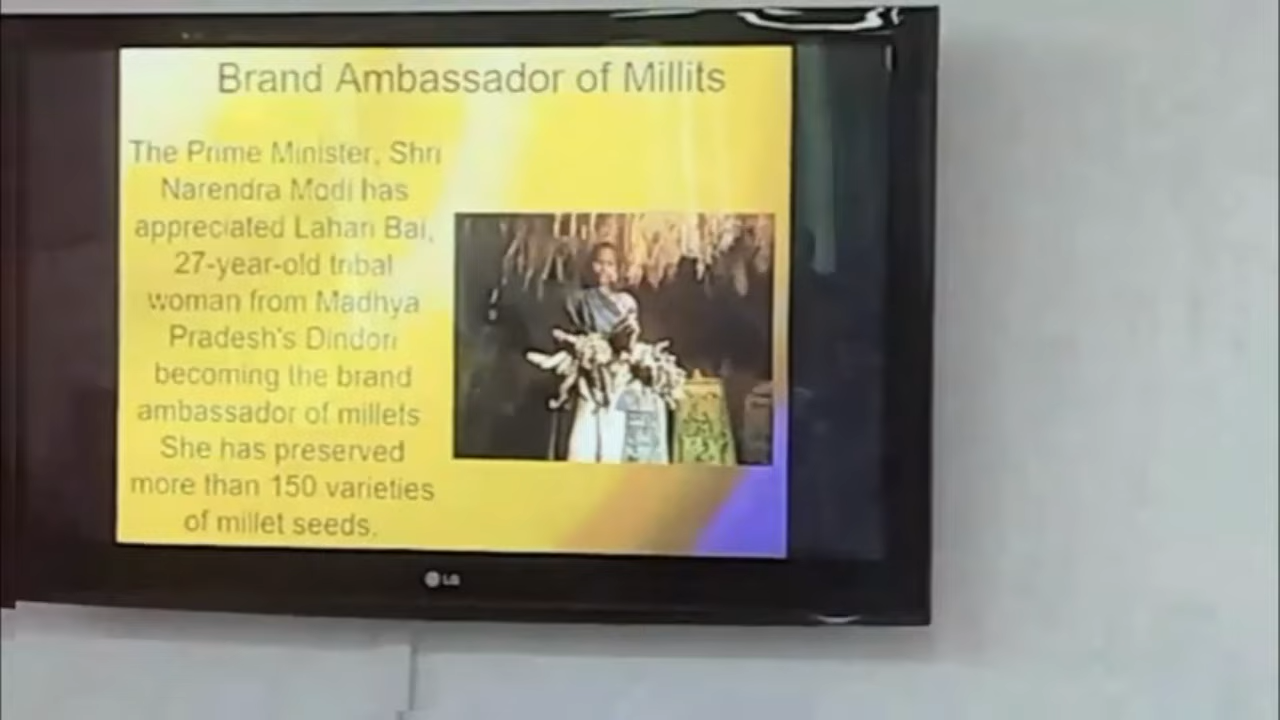 Brand Ambassador of Millits
The Prime Minister, Shri
Narendra Modi has
appreciated Lahari Bai,
27-year-old tribal
woman from Madhya
Pradesh's Dindori
becoming the brand
ambassador of millets
She has preserved
more than 150 varieties
of millet seeds.
LG